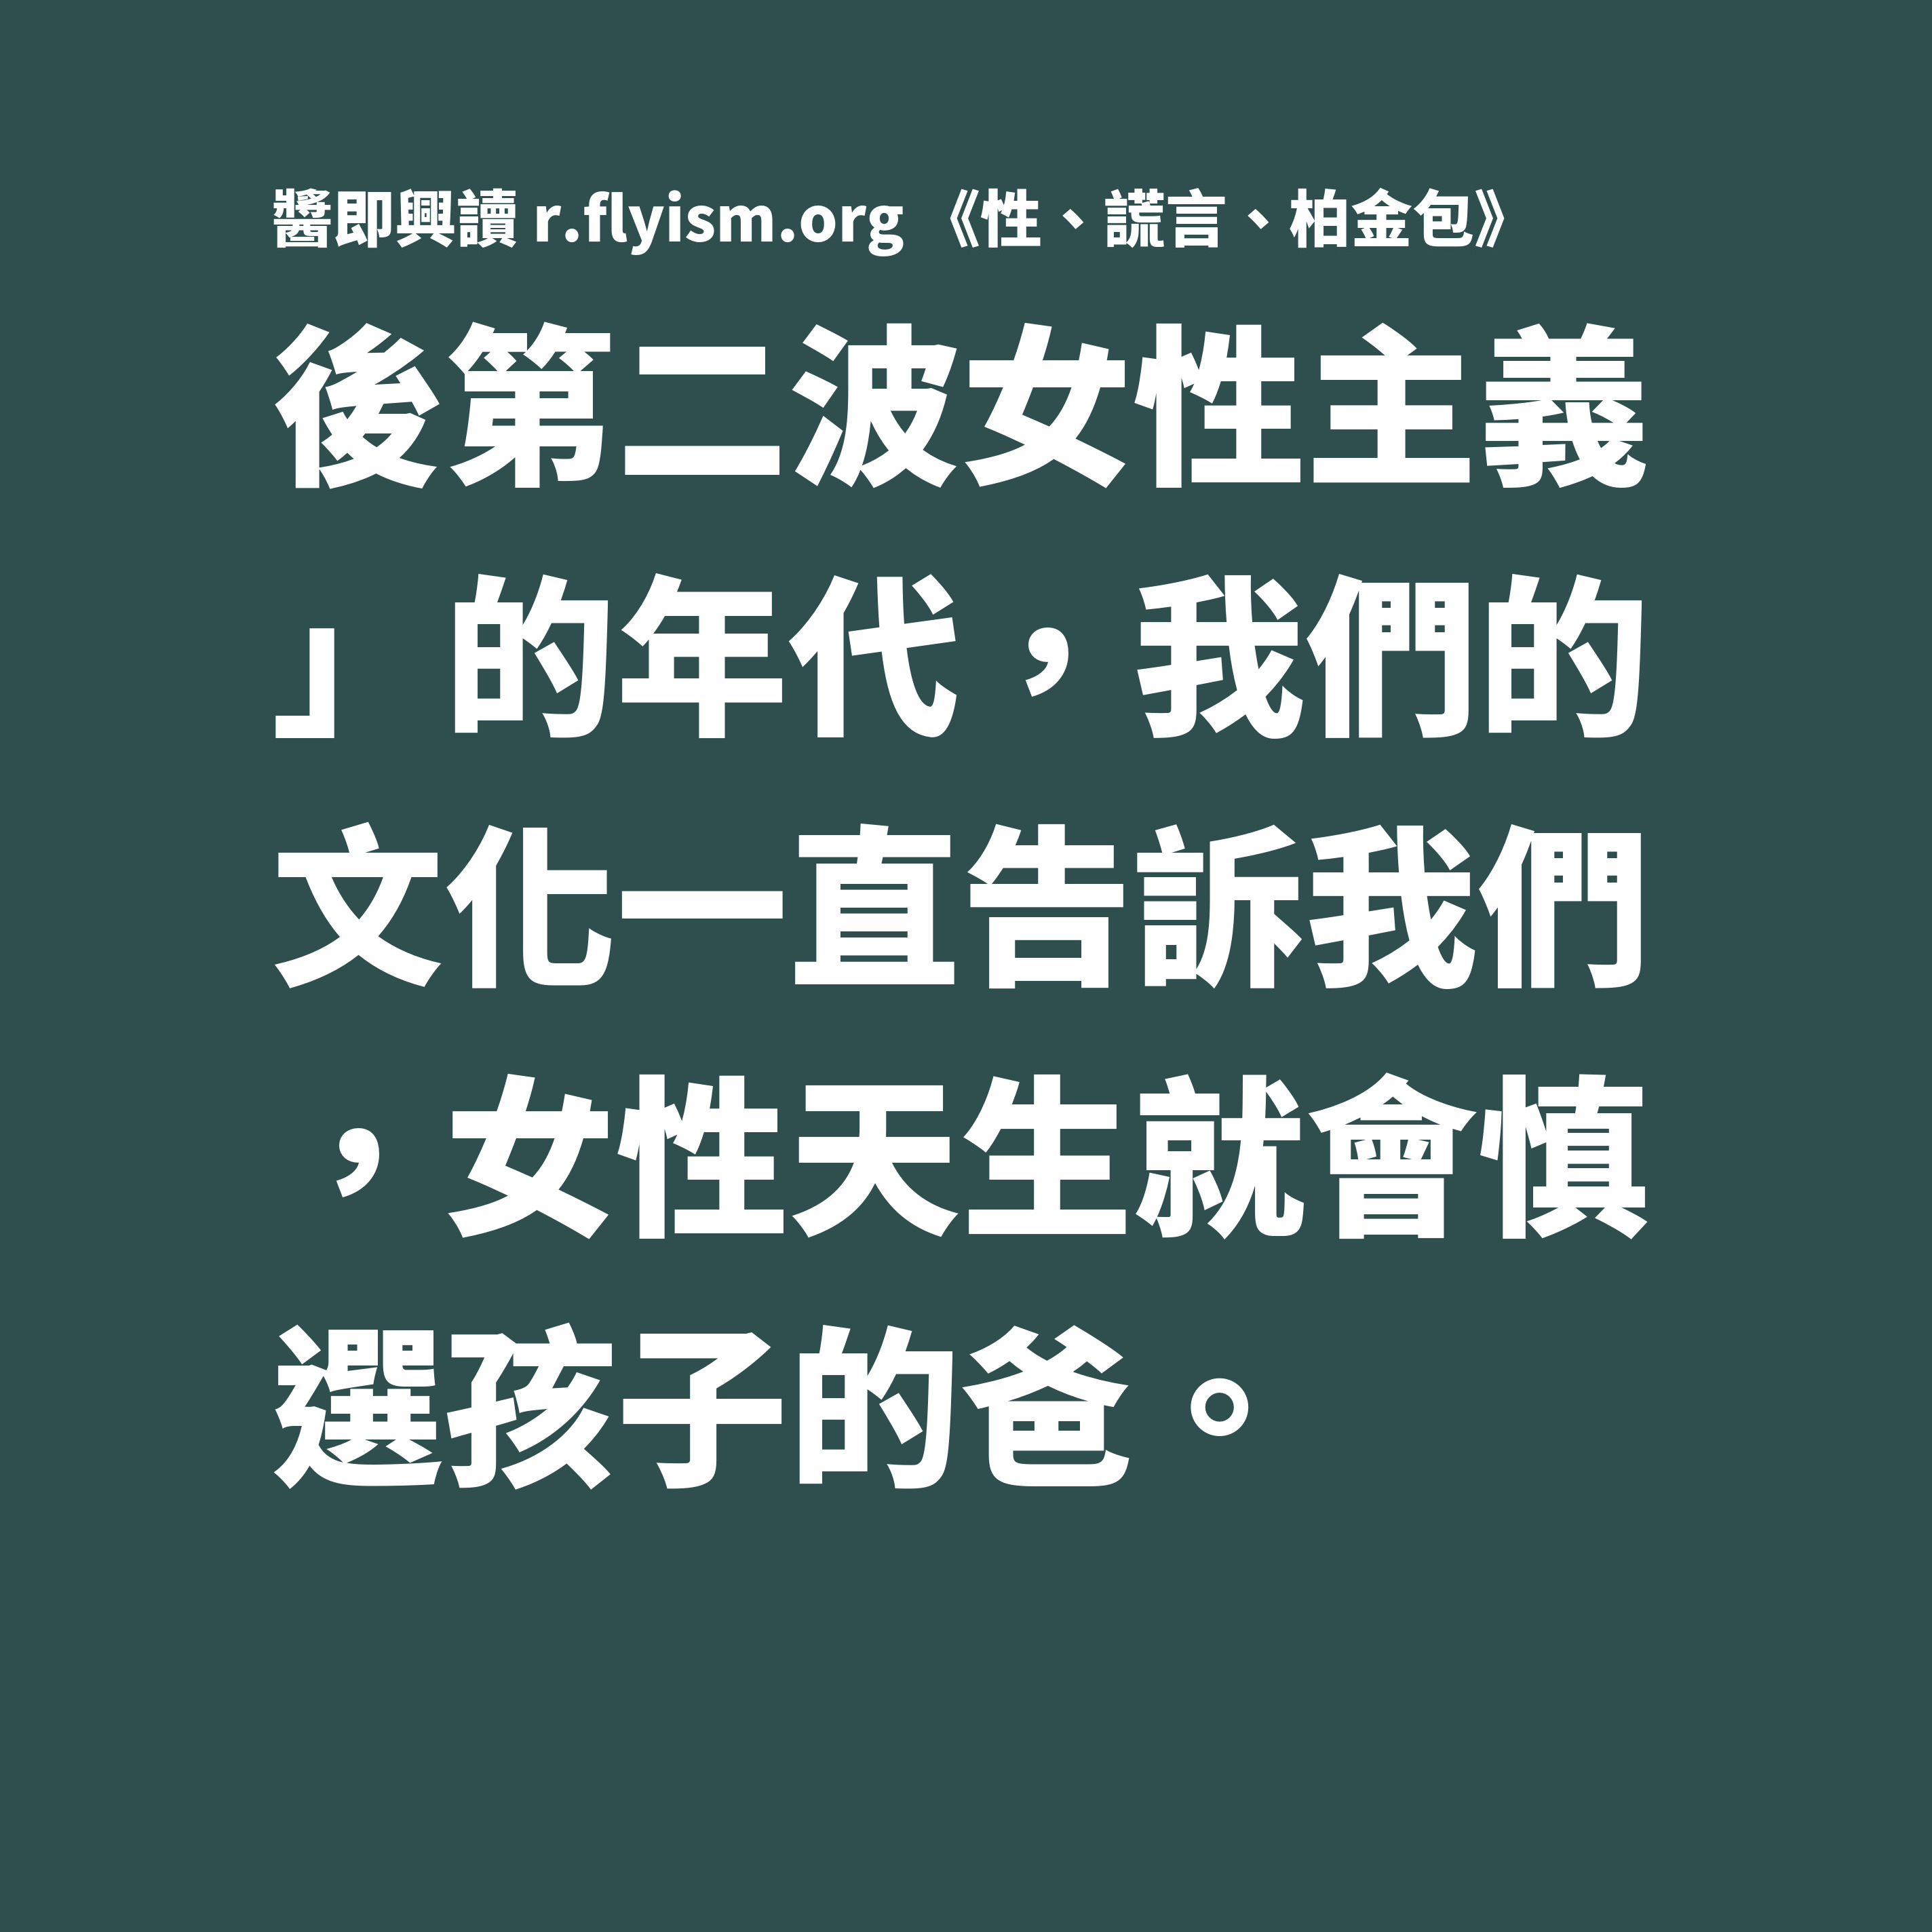 繫即閱讀 r.flyism.org 《性、謊言、柏金包》
後第二波女性主義
」的年代，我們的
文化一直告訴我們
，女性天生就會慎
選孩子的爸。